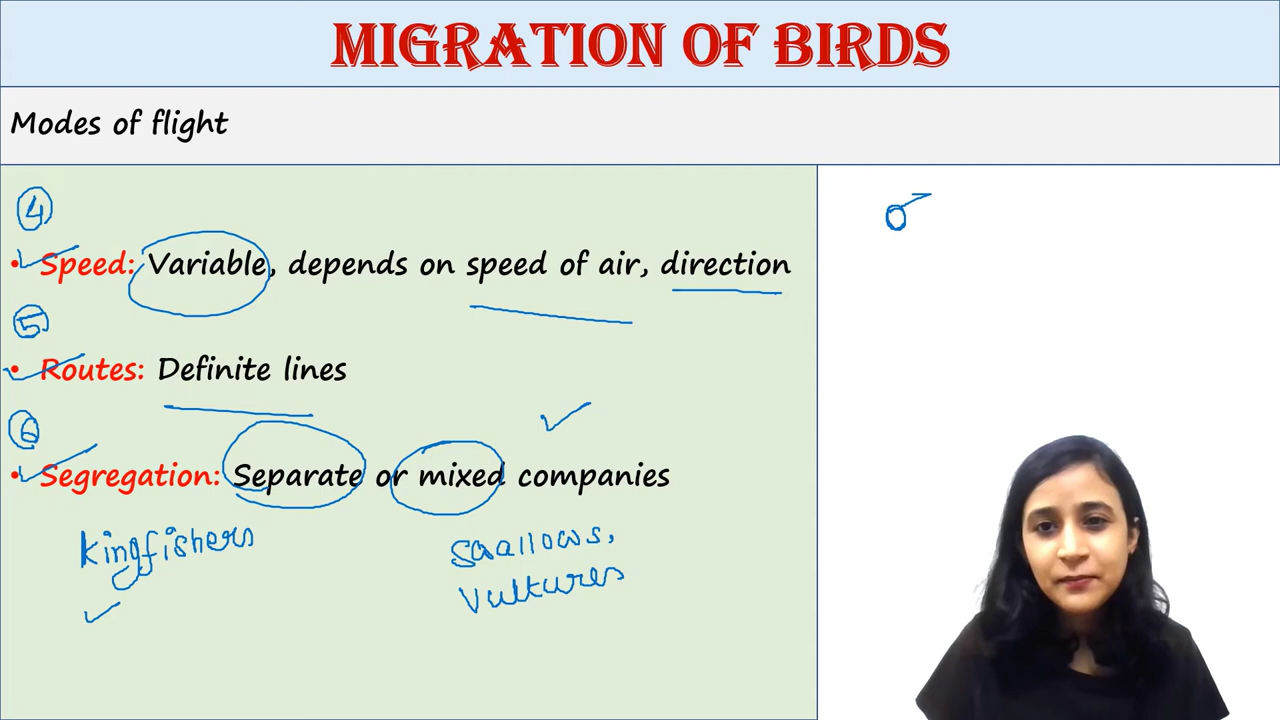 MIGRATION OF BIRDS
Modes of flight
④
• Speed: Variable, depends on speed of air, direction
⑤
• Routes: Definite lines
⑥
• Segregation: Separate or mixed companies
kingfishers
swallows,
vultures
♂